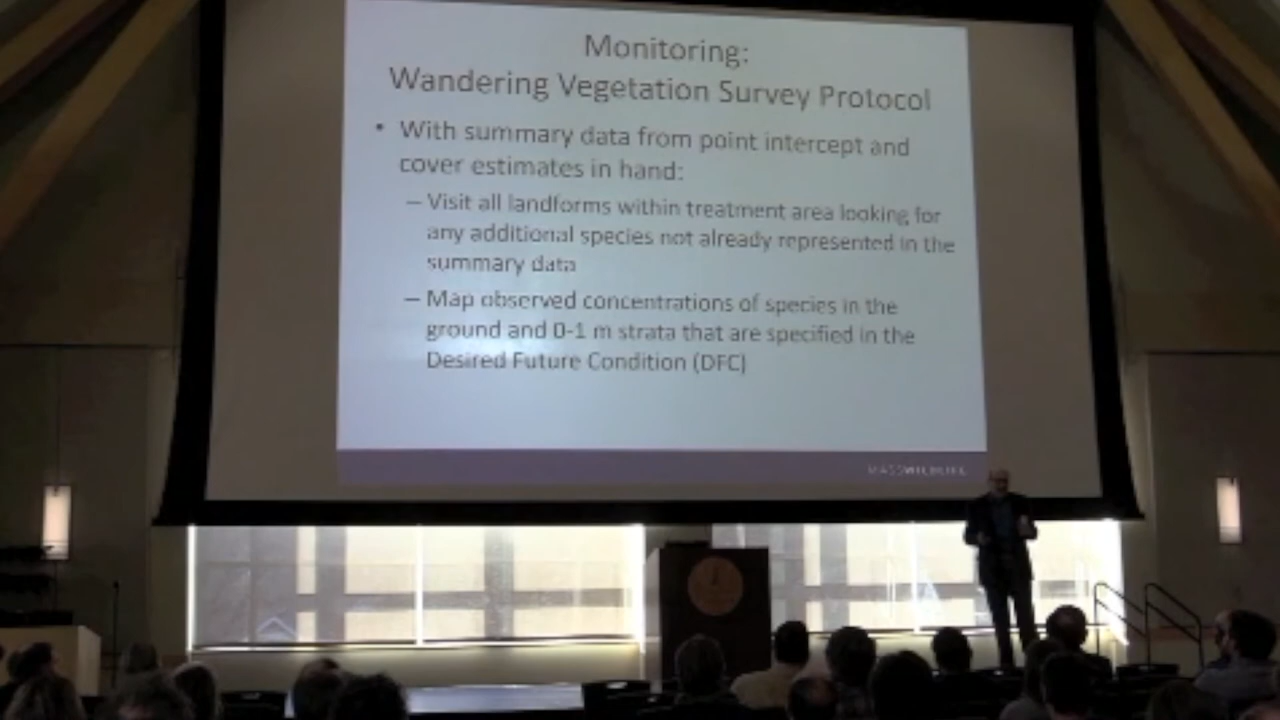 Monitoring:
Wandering Vegetation Survey Protocol
• With summary data from point intercept and
cover estimates in hand:
– Visit all landforms within treatment area looking for
any additional species not already represented in the
summary data
– Map observed concentrations of species in the
ground and 0-1 m strata that are specified in the
Desired Future Condition (DFC)
MASSWILDLIFE